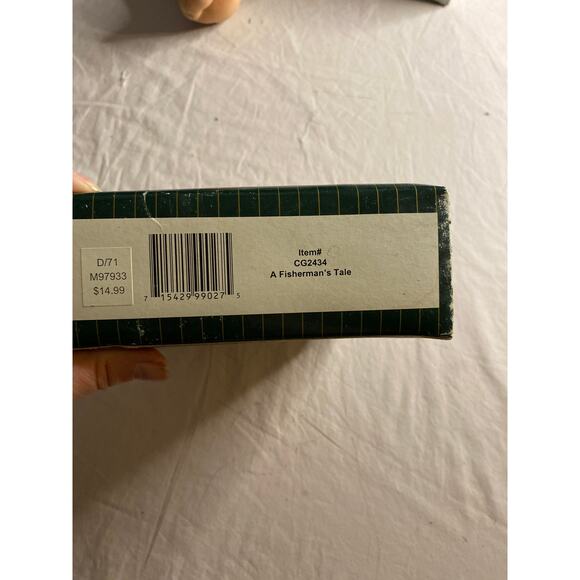 D/71
M97933
$14.99
7 15429 99027 5
Item#
CG2434
A Fisherman's Tale